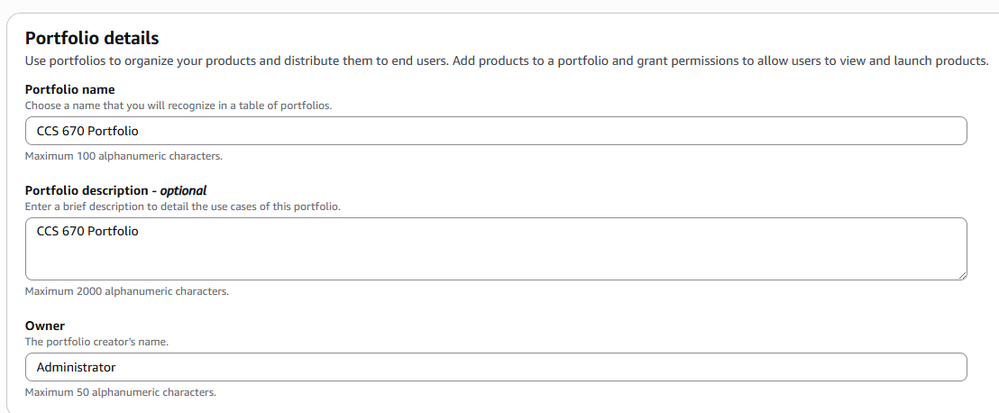 Portfolio details
Use portfolios to organize your products and distribute them to end users. Add products to a portfolio and grant permissions to allow users to view and launch products.
Portfolio name
Choose a name that you will recognize in a table of portfolios.
CCS 670 Portfolio
Maximum 100 alphanumeric characters.
Portfolio description - optional
Enter a brief description to detail the use cases of this portfolio.
CCS 670 Portfolio
Maximum 2000 alphanumeric characters.
Owner
The portfolio creator's name.
Administrator
Maximum 50 alphanumeric characters.